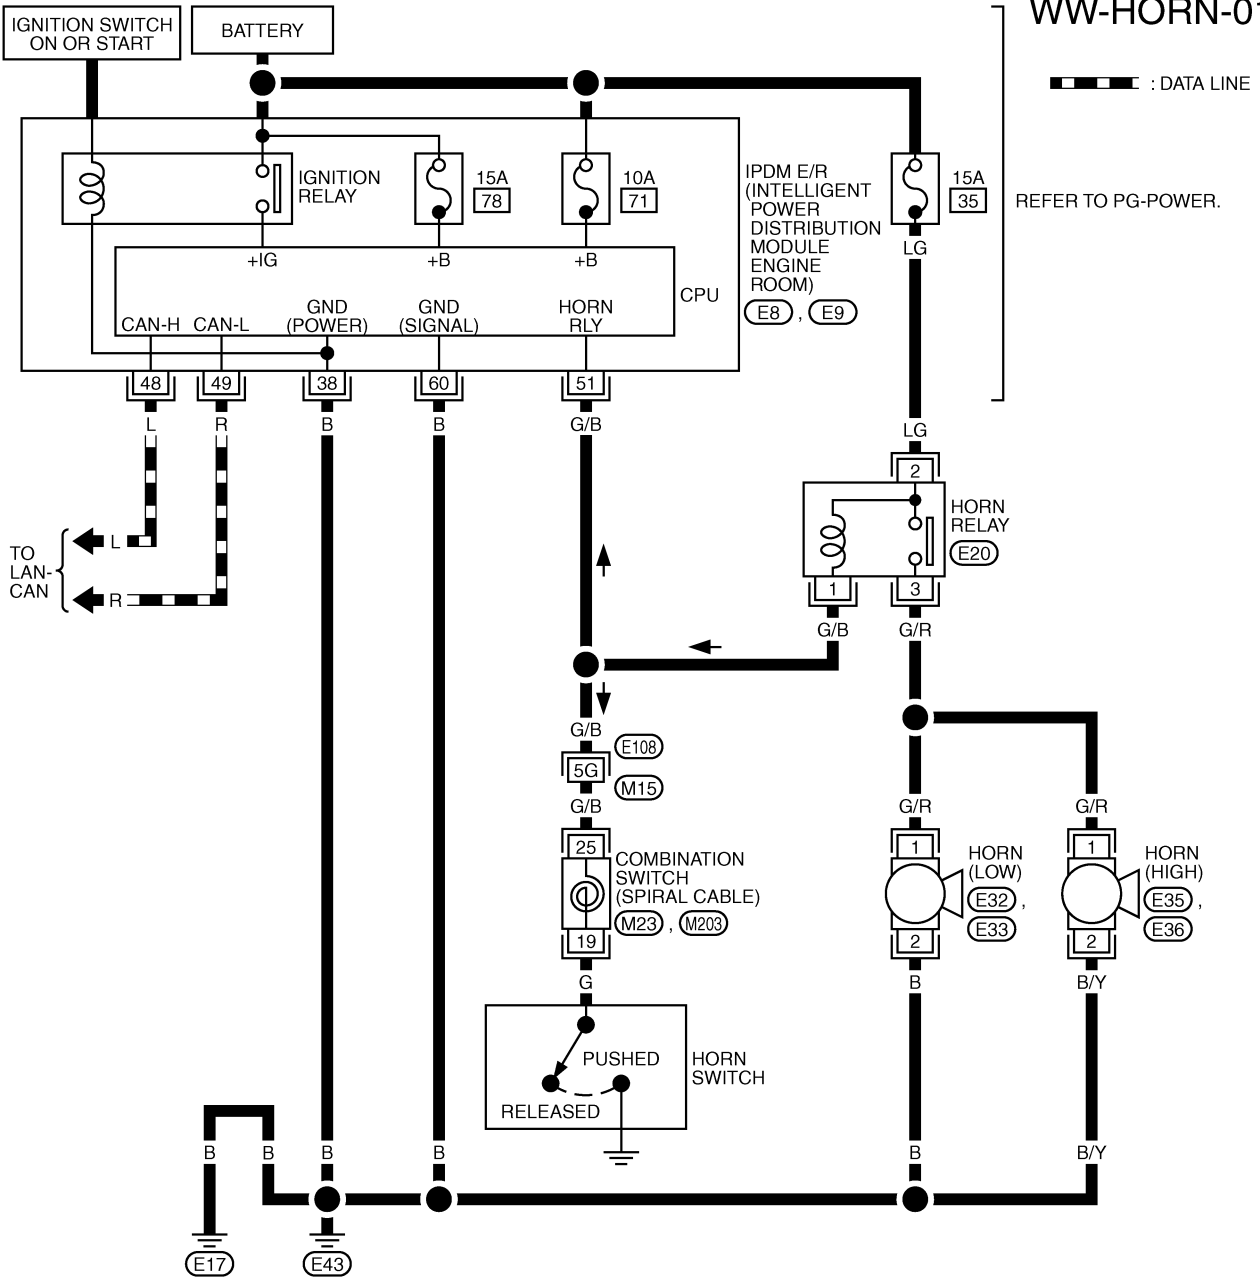 WW-HORN-01
IGNITION SWITCH
ON OR START
BATTERY
: DATA LINE
IGNITION
RELAY
15A
78
10A
71
IPDM E/R
(INTELLIGENT
POWER
DISTRIBUTION
MODULE
ENGINE
ROOM)
E8 , E9
15A
35
REFER TO PG-POWER.
LG
+IG
+B
+B
CPU
CAN-H
CAN-L
GND
(POWER)
GND
(SIGNAL)
HORN
RLY
48
49
38
60
51
L
R
B
B
G/B
LG
2
HORN
RELAY
E20
TO
LAN-
CAN
L
R
1
3
G/B
G/R
G/B
E108
5G
M15
G/B
G/R
G/R
25
COMBINATION
SWITCH
(SPIRAL CABLE)
M23 , M203
19
1
HORN
(LOW)
E32 ,
E33
2
1
HORN
(HIGH)
E35 ,
E36
2
G
B
B/Y
PUSHED
RELEASED
HORN
SWITCH
B
B
B
B
B
B/Y
E17
E43